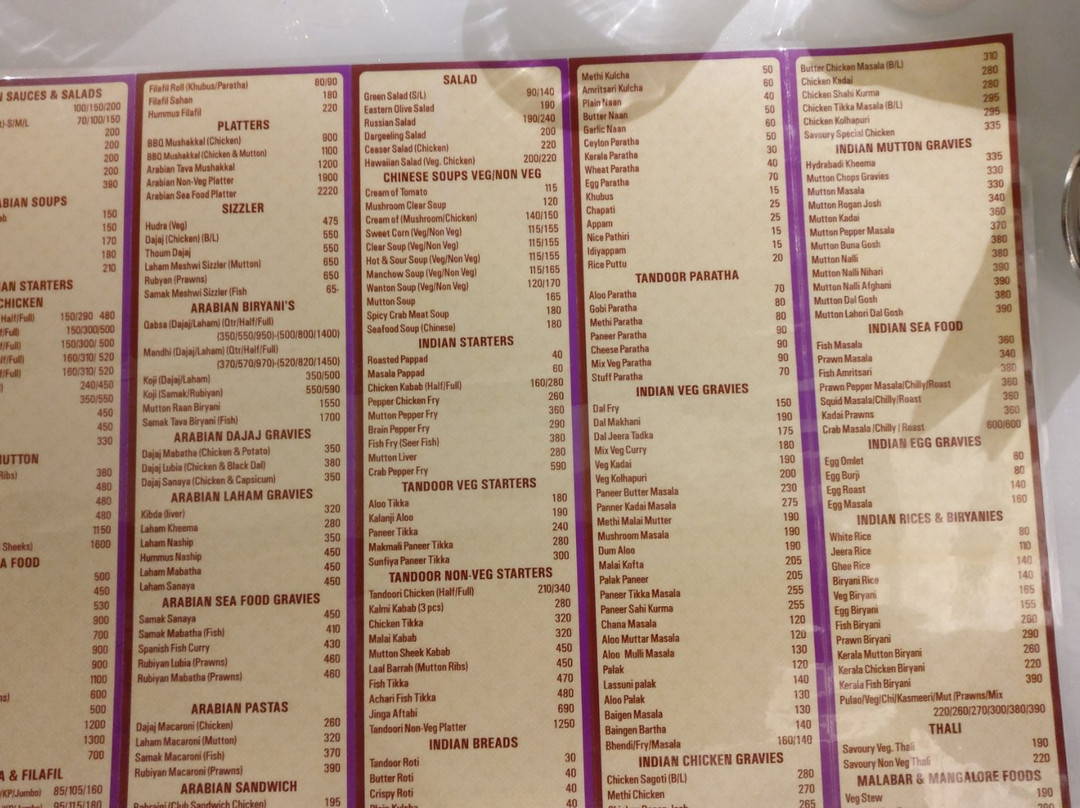 N SAUCES & SALADS
100/150/200
t)-S/M/L 70/100/150
200
200
200
200
390
ABIAN SOUPS
150
150
170
180
210
AN STARTERS
CHICKEN
Half/Full) 150/290 480
f/Full) 150/300/500
f/Full) 150/300/ 500
ff/Full) 160/310/ 520
f/Full) 160/310/ 520
240/450
350/550
450
450
330
MUTTON
Ribs) 380
480
480
480
1150
Sheeks) 1600
A FOOD
500
450
530
900
700
900
900
1100
600
500
1200
1300
700
A & FILAFIL
/KP/Jumbo) 85/105/160
95/115/180
Filafil Roll (Khubus/Paratha) 80/90
Filafil Sahan 180
Hummus Filafil 220
PLATTERS
BBQ Mushakkal (Chicken) 900
BBQ Mushakkal (Chicken & Mutton) 1100
Arabian Tava Mushakkal 1200
Arabian Non-Veg Platter 1900
Arabian Sea Food Platter 2220
SIZZLER
Hudra (Veg) 475
Dajaj (Chicken) (B/L) 550
Thoum Dajaj 550
Laham Meshwi Sizzler (Mutton) 650
Rubyan (Prawns) 650
Samak Meshwi Sizzler (Fish 65-
ARABIAN BIRYANI'S
Qabsa (Dajaj/Laham) (Qtr/Half/Full)
(350/550/950)-(500/800/1400)
Mandhi (Dajaj/Laham) (Qtr/Half/Full)
(370/570/970)-(520/820/1450)
Koji (Dajaj/Laham) 350/500
Koji (Samak/Rubiyan) 550/590
Mutton Raan Biryani 1550
Samak Tava Biryani (Fish) 1700
ARABIAN DAJAJ GRAVIES
Dajaj Mabatha (Chicken & Potato) 350
Dajaj Lubia (Chicken & Black Dal) 380
Dajaj Sanaya (Chicken & Capsicum) 350
ARABIAN LAHAM GRAVIES
Kibda (liver) 320
Laham Kheema 280
Laham Naship 350
Hummus Naship 450
Laham Mabatha 450
Laham Sanaya 450
ARABIAN SEA FOOD GRAVIES
Samak Sanaya 450
Samak Mabatha (Fish) 410
Spanish Fish Curry 430
Rubiyan Lubia (Prawns) 460
Rubiyan Mabatha (Prawns) 460
ARABIAN PASTAS
Dajaj Macaroni (Chicken) 260
Laham Macaroni (Mutton) 320
Samak Macaroni (Fish) 370
Rubiyan Macaroni (Prawns) 390
ARABIAN SANDWICH
Bahraini (Club Sandwich Chicken) 195
SALAD
Green Salad (S/L) 90/140
Eastern Olive Salad 190
Russian Salad 190/240
Dargeeling Salad 200
Ceaser Salad (Chicken) 220
Hawaiian Salad (Veg. Chicken) 200/220
CHINESE SOUPS VEG/NON VEG
Cream of Tomato 115
Mushroom Clear Soup 120
Cream of (Mushroom/Chicken) 140/150
Sweet Corn (Veg/Non Veg) 115/155
Clear Soup (Veg/Non Veg) 115/155
Hot & Sour Soup (Veg/Non Veg) 115/155
Manchow Soup (Veg/Non Veg) 115/165
Wanton Soup (Veg/Non Veg) 120/170
Mutton Soup 165
Spicy Crab Meat Soup 180
Seafood Soup (Chinese) 180
INDIAN STARTERS
Roasted Pappad 40
Masala Pappad 60
Chicken Kabab (Half/Full) 160/280
Pepper Chicken Fry 260
Mutton Pepper Fry 360
Brain Pepper Fry 290
Fish Fry (Seer Fish) 380
Mutton Liver 280
Crab Pepper Fry 590
TANDOOR VEG STARTERS
Aloo Tikka 180
Kalanji Aloo 190
Paneer Tikka 240
Makmali Paneer Tikka 280
Sunfiya Paneer Tikka 300
TANDOOR NON-VEG STARTERS
Tandoori Chicken (Half/Full) 210/340
Kalmi Kabab (3 pcs) 280
Chicken Tikka 320
Malai Kabab 320
Mutton Sheek Kabab 450
Laal Barrah (Mutton Ribs) 450
Fish Tikka 470
Achari Fish Tikka 480
Jinga Aftabi 690
Tandoori Non-Veg Platter 1250
INDIAN BREADS
Tandoor Roti 30
Butter Roti 40
Crispy Roti 40
Plain Kulcha 40
Methi Kulcha 50
Amritsari Kulcha 60
Plain Naan 40
Butter Naan 50
Garlic Naan 60
Ceylon Paratha 50
Kerala Paratha 30
Wheat Paratha 40
Egg Paratha 70
Khubus 15
Chapati 25
Appam 25
Nice Pathiri 15
Idiyappam 15
Rice Puttu 20
TANDOOR PARATHA
Aloo Paratha 70
Gobi Paratha 80
Methi Paratha 80
Paneer Paratha 90
Cheese Paratha 90
Mix Veg Paratha 90
Stuff Paratha 70
INDIAN VEG GRAVIES
Dal Fry 150
Dal Makhani 190
Dal Jeera Tadka 175
Mix Veg Curry 180
Veg Kadai 190
Veg Kolhapuri 200
Paneer Butter Masala 230
Panner Kadai Masala 275
Methi Malai Mutter 190
Mushroom Masala 190
Dum Aloo 190
Malai Kofta 205
Palak Paneer 205
Paneer Tikka Masala 255
Paneer Sahi Kurma 255
Chana Masala 120
Aloo Muttar Masala 120
Aloo Mulli Masala 130
Palak 120
Lassuni palak 140
Aloo Palak 130
Baigen Masala 130
Baingen Bartha 140
Bhendi/Fry/Masala 160/140
INDIAN CHICKEN GRAVIES
Chicken Sagoti (B/L) 280
Methi Chicken 270
265
Butter Chicken Masala (B/L) 310
Chicken Kadai 280
Chicken Shahi Kurma 280
Chicken Tikka Masala (B/L) 295
Chicken Kolhapuri 295
Savoury Special Chicken 335
INDIAN MUTTON GRAVIES
Hydrabadi Kheema 335
Mutton Chops Gravies 330
Mutton Masala 330
Mutton Rogan Josh 340
Mutton Kadai 360
Mutton Pepper Masala 370
Mutton Buna Gosh 380
Mutton Nalli 380
Mutton Nalli Nihari 390
Mutton Nalli Afghani 390
Mutton Dal Gosh 380
Mutton Lahori Dal Gosh 390
INDIAN SEA FOOD
Fish Masala 360
Prawn Masala 340
Fish Amritsari 380
Prawn Pepper Masala/Chilly/Roast 360
Squid Masala/Chilly/Roast 360
Kadai Prawns 360
Crab Masala /Chilly / Roast 600/600
INDIAN EGG GRAVIES
Egg Omlet 60
Egg Burji 80
Egg Roast 140
Egg Masala 160
INDIAN RICES & BIRYANIES
White Rice 80
Jeera Rice 110
Ghee Rice 140
Biryani Rice 140
Veg Biryani 165
Egg Biryani 155
Fish Biryani 260
Prawn Biryani 290
Kerala Mutton Biryani 260
Kerala Chicken Biryani 220
Kerala Fish Biryani 390
Pulao/Veg/Chi/Kasmeeri/Mut /Prawns/Mix
220/260/270/300/380/390
THALI
Savoury Veg. Thali 190
Savoury Non Veg Thali 220
MALABAR & MANGALORE FOODS
Veg Stew 190